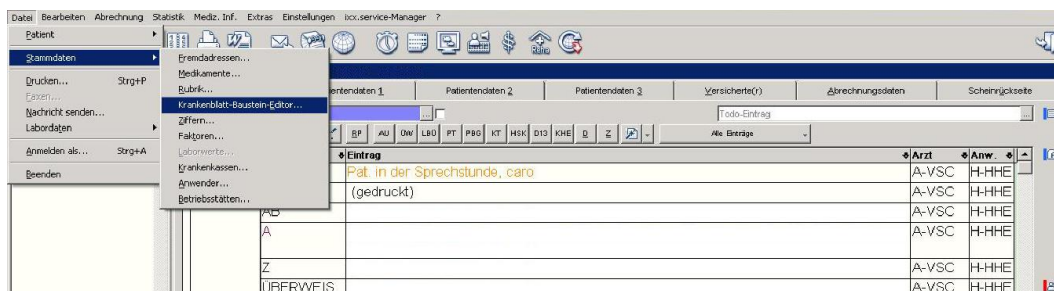 Datei Bearbeiten Abrechnung Statistik Mediz. Inf. Extras Einstellungen ixx.service-Manager ?
Patient
Stammdaten
Drucken... Strg+P
Faxen...
Nachricht senden...
Labordaten
Anmelden als... Strg+A
Beenden
Fremdadressen...
Medikamente...
Rubrik...
Krankenblatt-Baustein-Editor...
Ziffern...
Faktoren...
Laborwerte...
Krankenkassen...
Anwender...
Betriebsstätten...
Patientendaten 2 Patientendaten 3 Versicherte(r) Abrechnungsdaten Scheinrückseite
... Todo-Eintrag ...
RP AU ÜW LBÜ PT PBG KT HSK D13 KHE D Z Alle Einträge
Eintrag Arzt Anw.
Pat. in der Sprechstunde, caro A-VSC H-HHE
(gedruckt) A-VSC H-HHE
AB A-VSC H-HHE
A A-VSC H-HHE
Z A-VSC H-HHE
ÜBERWEIS A-VSC H-HHE